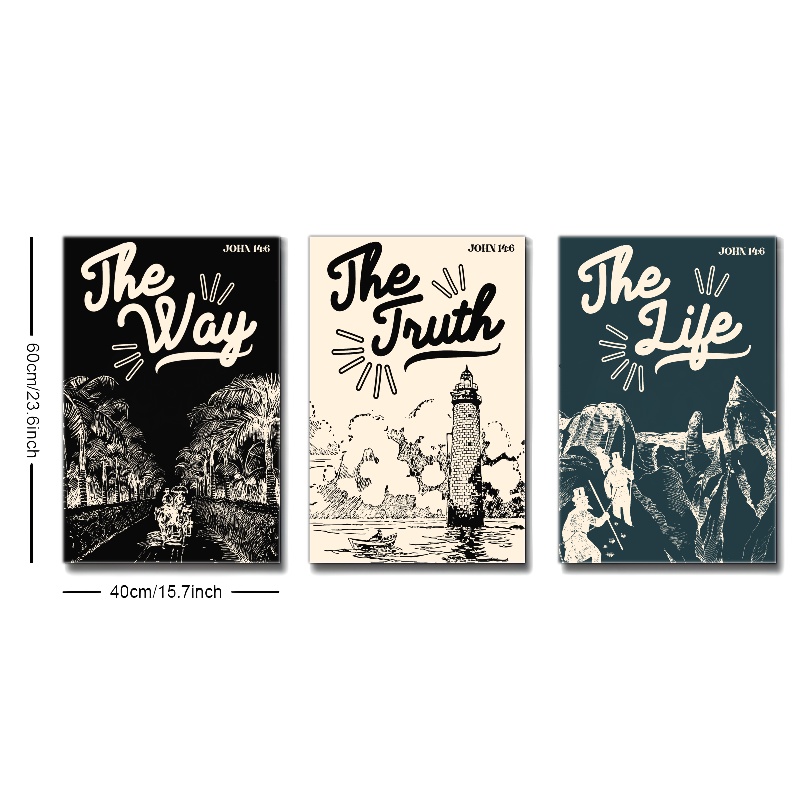 JOHN 14:6
The
Way
JOHN 14:6
The
Truth
JOHN 14:6
The
Life
60cm/23.6inch
40cm/15.7inch